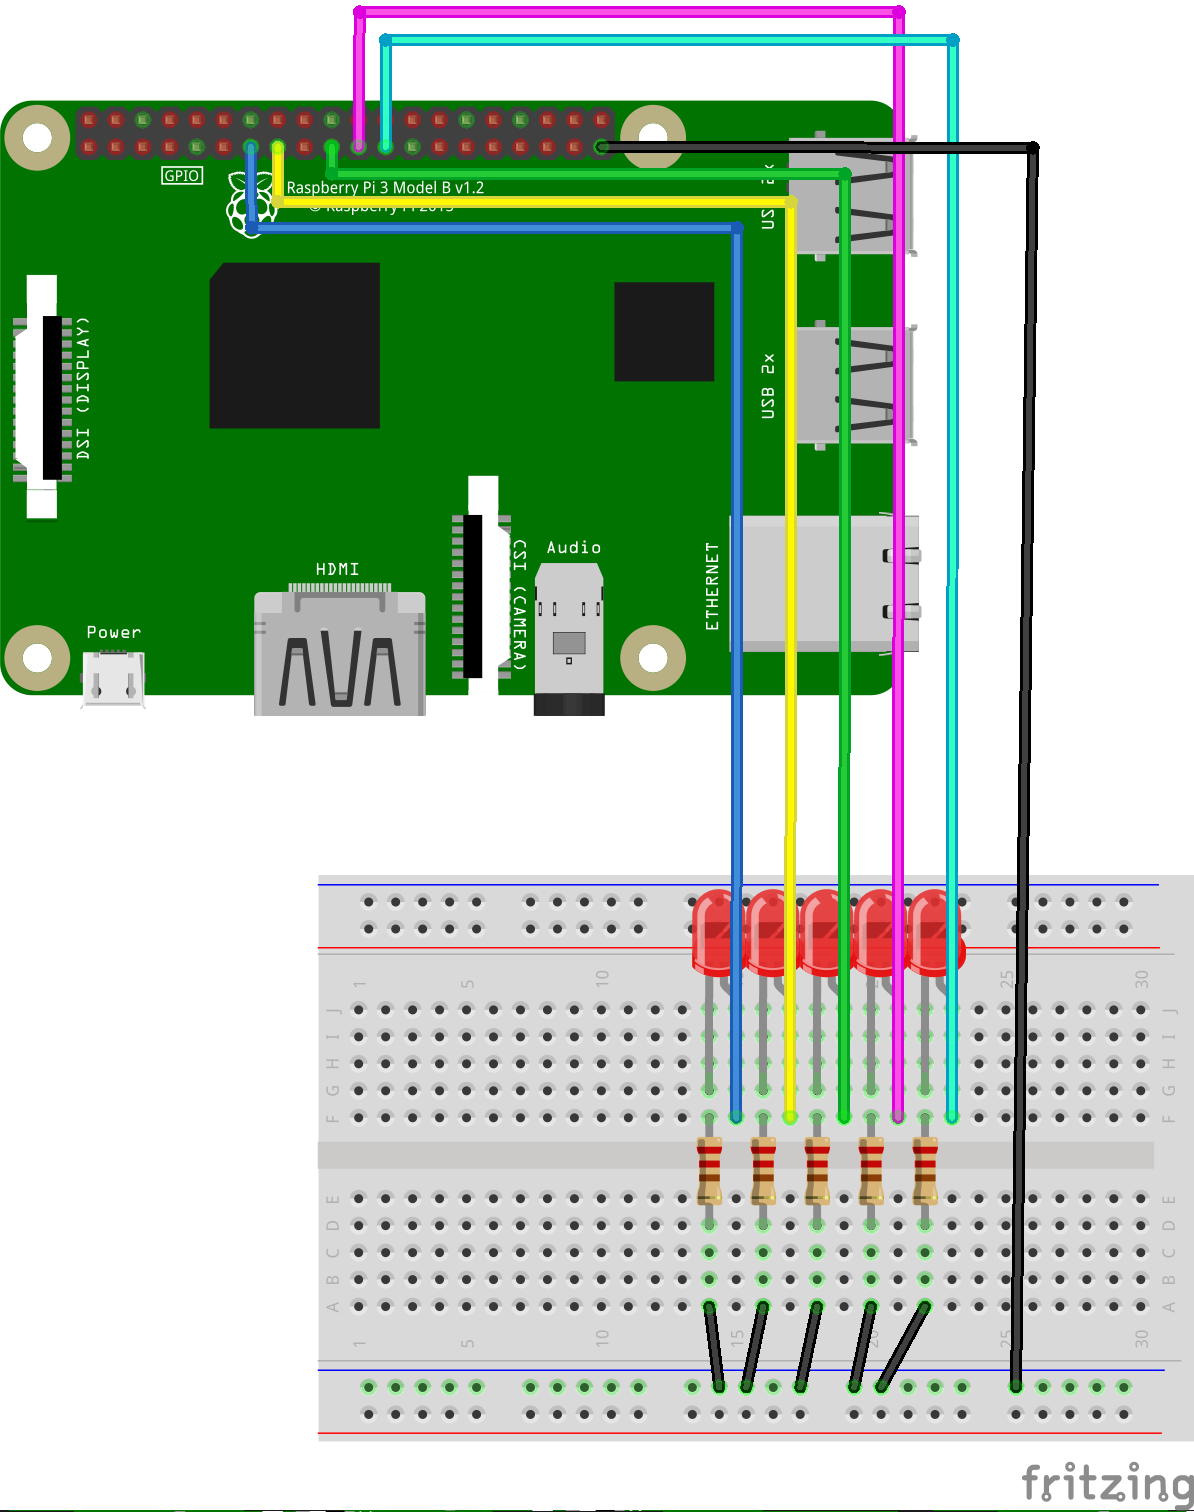 GPIO
Raspberry Pi 3 Model B v1.2
© Raspberry Pi 2015
USB 2x
DSI (DISPLAY)
USB 2x
HDMI
CSI (CAMERA)
Audio
ETHERNET
Power
1 5 10 25 30
J J
I I
H H
G G
F F
E E
D D
C C
B B
A A
1 5 10 15 20 25 30
fritzing